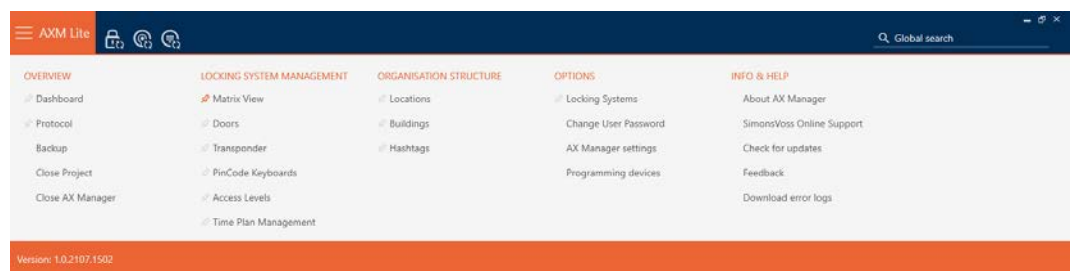 AXM Lite
Global search
OVERVIEW
Dashboard
Protocol
Backup
Close Project
Close AX Manager
LOCKING SYSTEM MANAGEMENT
Matrix View
Doors
Transponder
PinCode Keyboards
Access Levels
Time Plan Management
ORGANISATION STRUCTURE
Locations
Buildings
Hashtags
OPTIONS
Locking Systems
Change User Password
AX Manager settings
Programming devices
INFO & HELP
About AX Manager
SimonsVoss Online Support
Check for updates
Feedback
Download error logs
Version: 1.0.2107.1502